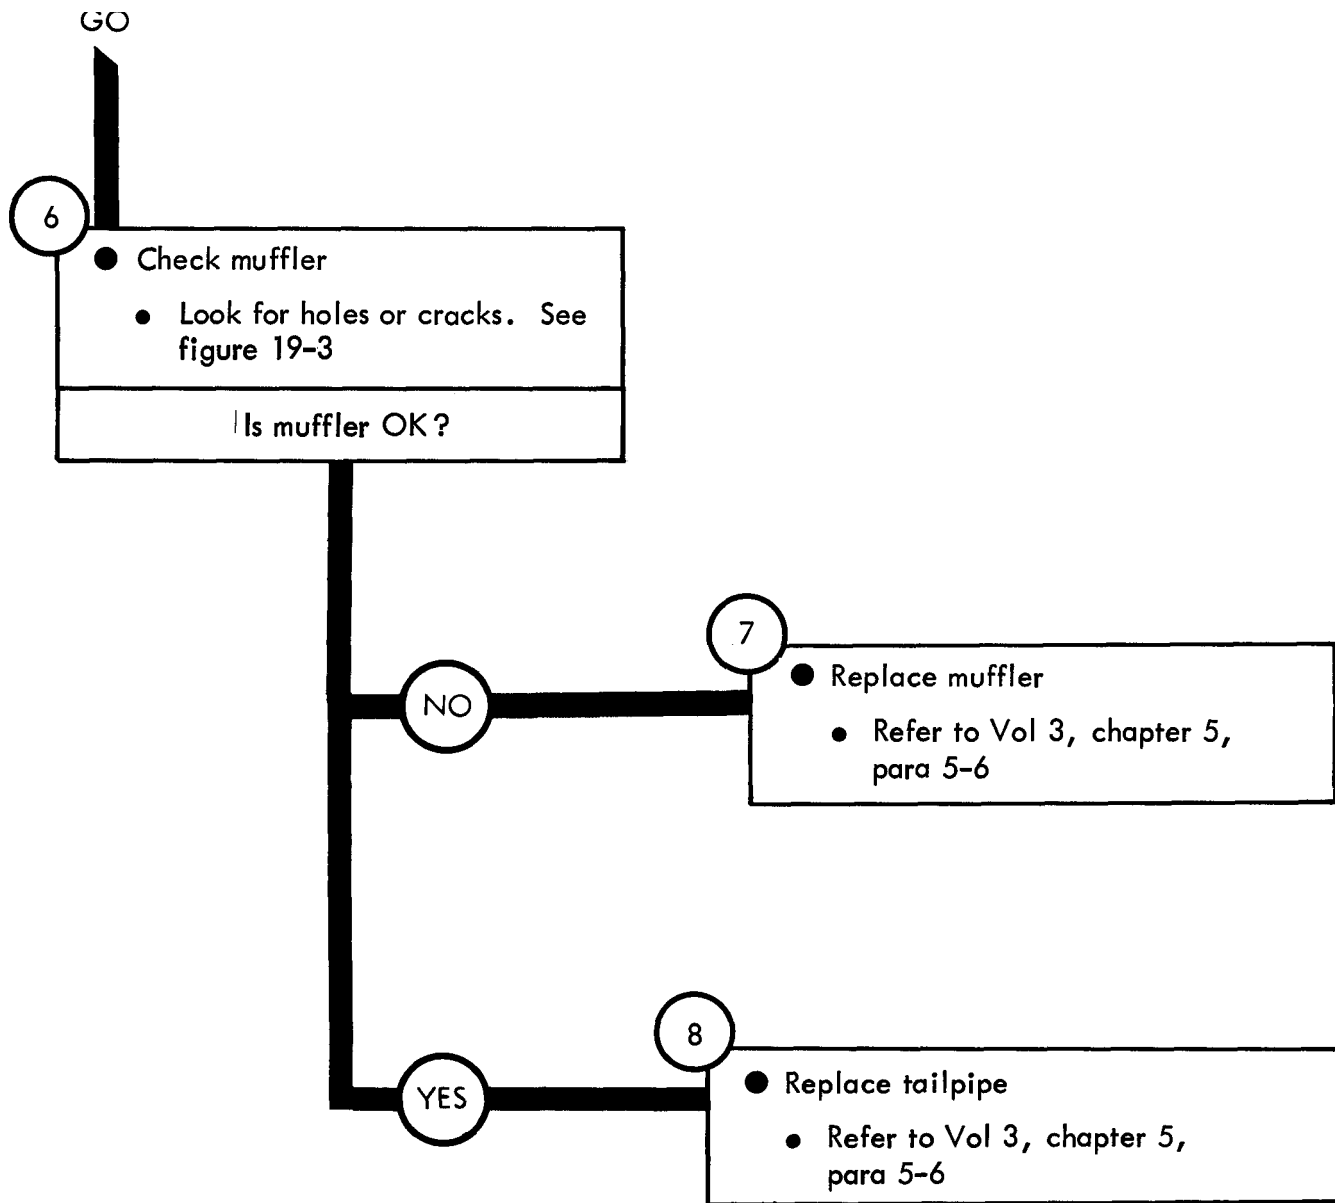 GO
6
● Check muffler
● Look for holes or cracks. See
figure 19-3
Is muffler OK?
NO
7
● Replace muffler
● Refer to Vol 3, chapter 5,
para 5-6
YES
8
● Replace tailpipe
● Refer to Vol 3, chapter 5,
para 5-6